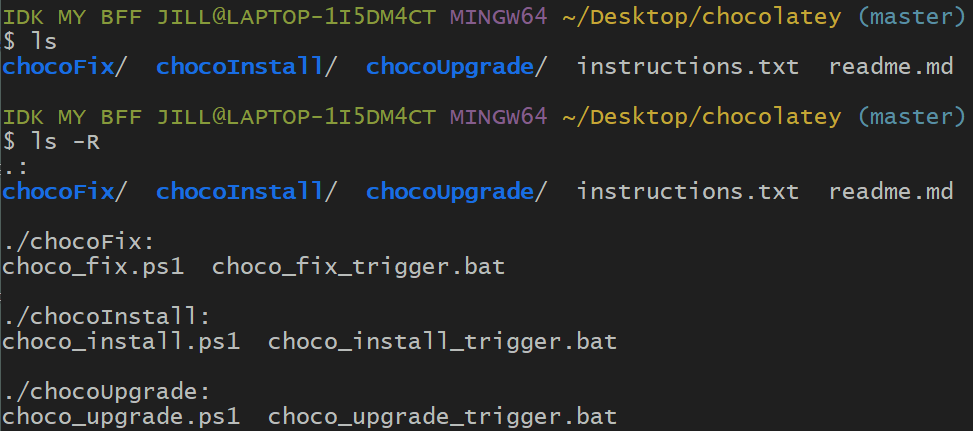 IDK MY BFF JILL@LAPTOP-1I5DM4CT MINGW64 ~/Desktop/chocolatey (master)
$ ls
chocoFix/  chocoInstall/  chocoUpgrade/  instructions.txt  readme.md
IDK MY BFF JILL@LAPTOP-1I5DM4CT MINGW64 ~/Desktop/chocolatey (master)
$ ls -R
.:
chocoFix/  chocoInstall/  chocoUpgrade/  instructions.txt  readme.md
./chocoFix:
choco_fix.ps1  choco_fix_trigger.bat
./chocoInstall:
choco_install.ps1  choco_install_trigger.bat
./chocoUpgrade:
choco_upgrade.ps1  choco_upgrade_trigger.bat